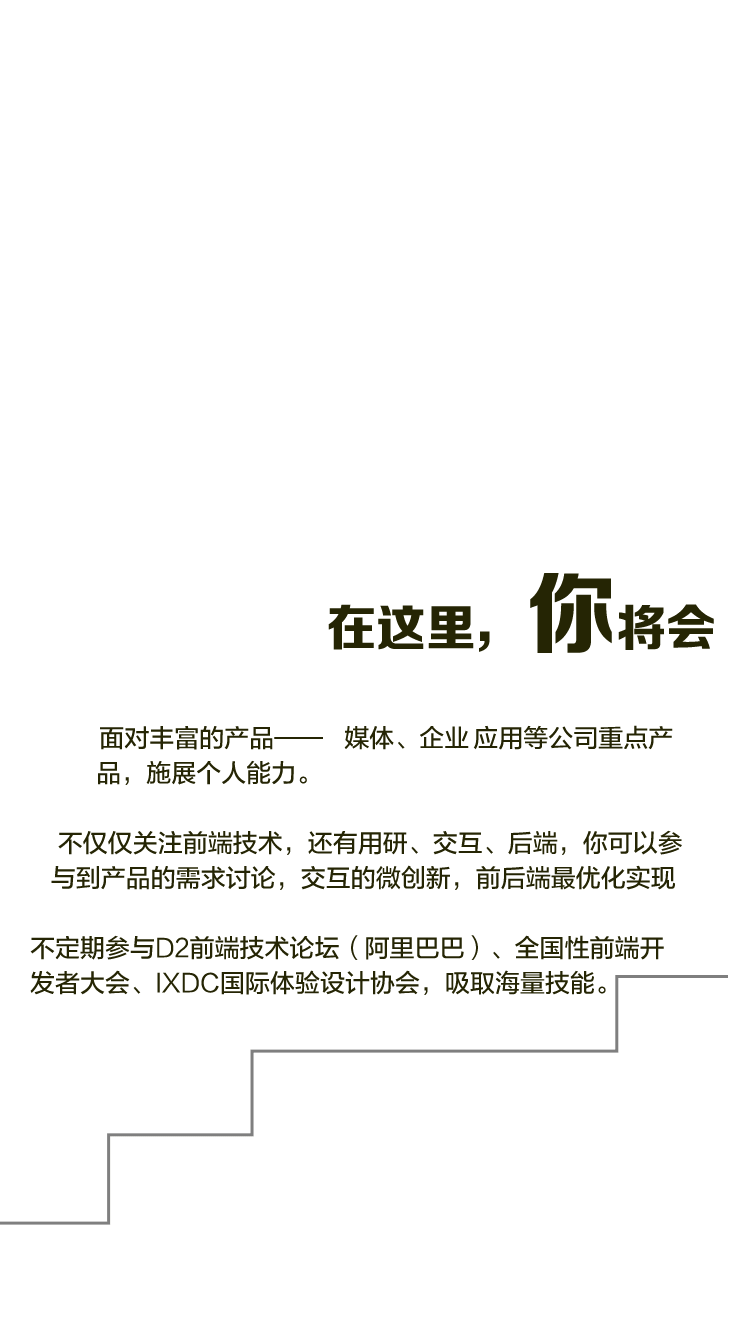 在这里，你将会
面对丰富的产品—— 媒体、企业 应用等公司重点产
品，施展个人能力。
不仅仅关注前端技术，还有用研、交互、后端，你可以参
与到产品的需求讨论，交互的微创新，前后端最优化实现
不定期参与D2前端技术论坛（阿里巴巴）、全国性前端开
发者大会、IXDC国际体验设计协会，吸取海量技能。